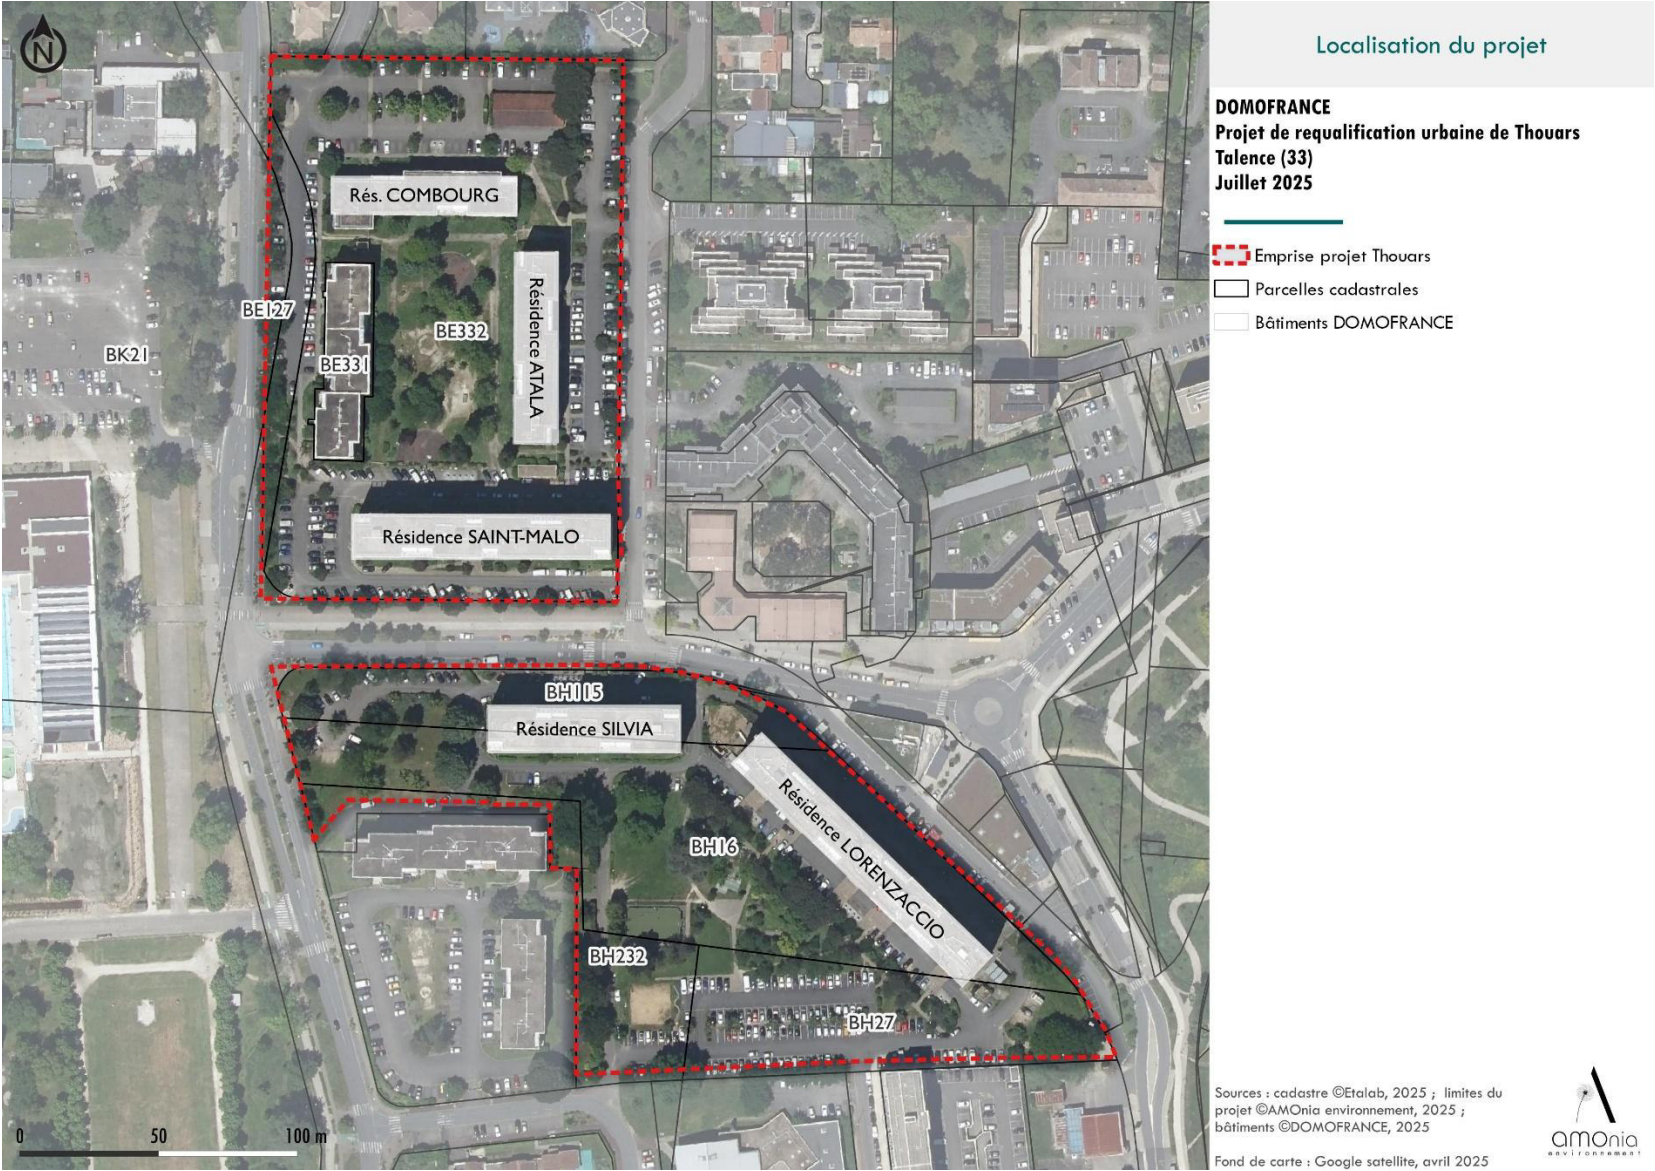 N
Localisation du projet
DOMOFRANCE
Projet de requalification urbaine de Thouars
Talence (33)
Juillet 2025
Emprise projet Thouars
Parcelles cadastrales
Bâtiments DOMOFRANCE
Rés. COMBOURG
Résidence ATALA
BE127
BE332
BK21
BE331
Résidence SAINT-MALO
BH115
Résidence SILVIA
Résidence LORENZACCIO
BH16
BH232
BH27
0 50 100 m
Sources : cadastre ©Etalab, 2025 ; limites du
projet ©AMOnia environnement, 2025 ;
bâtiments ©DOMOFRANCE, 2025
Fond de carte : Google satellite, avril 2025
amonia
environnement